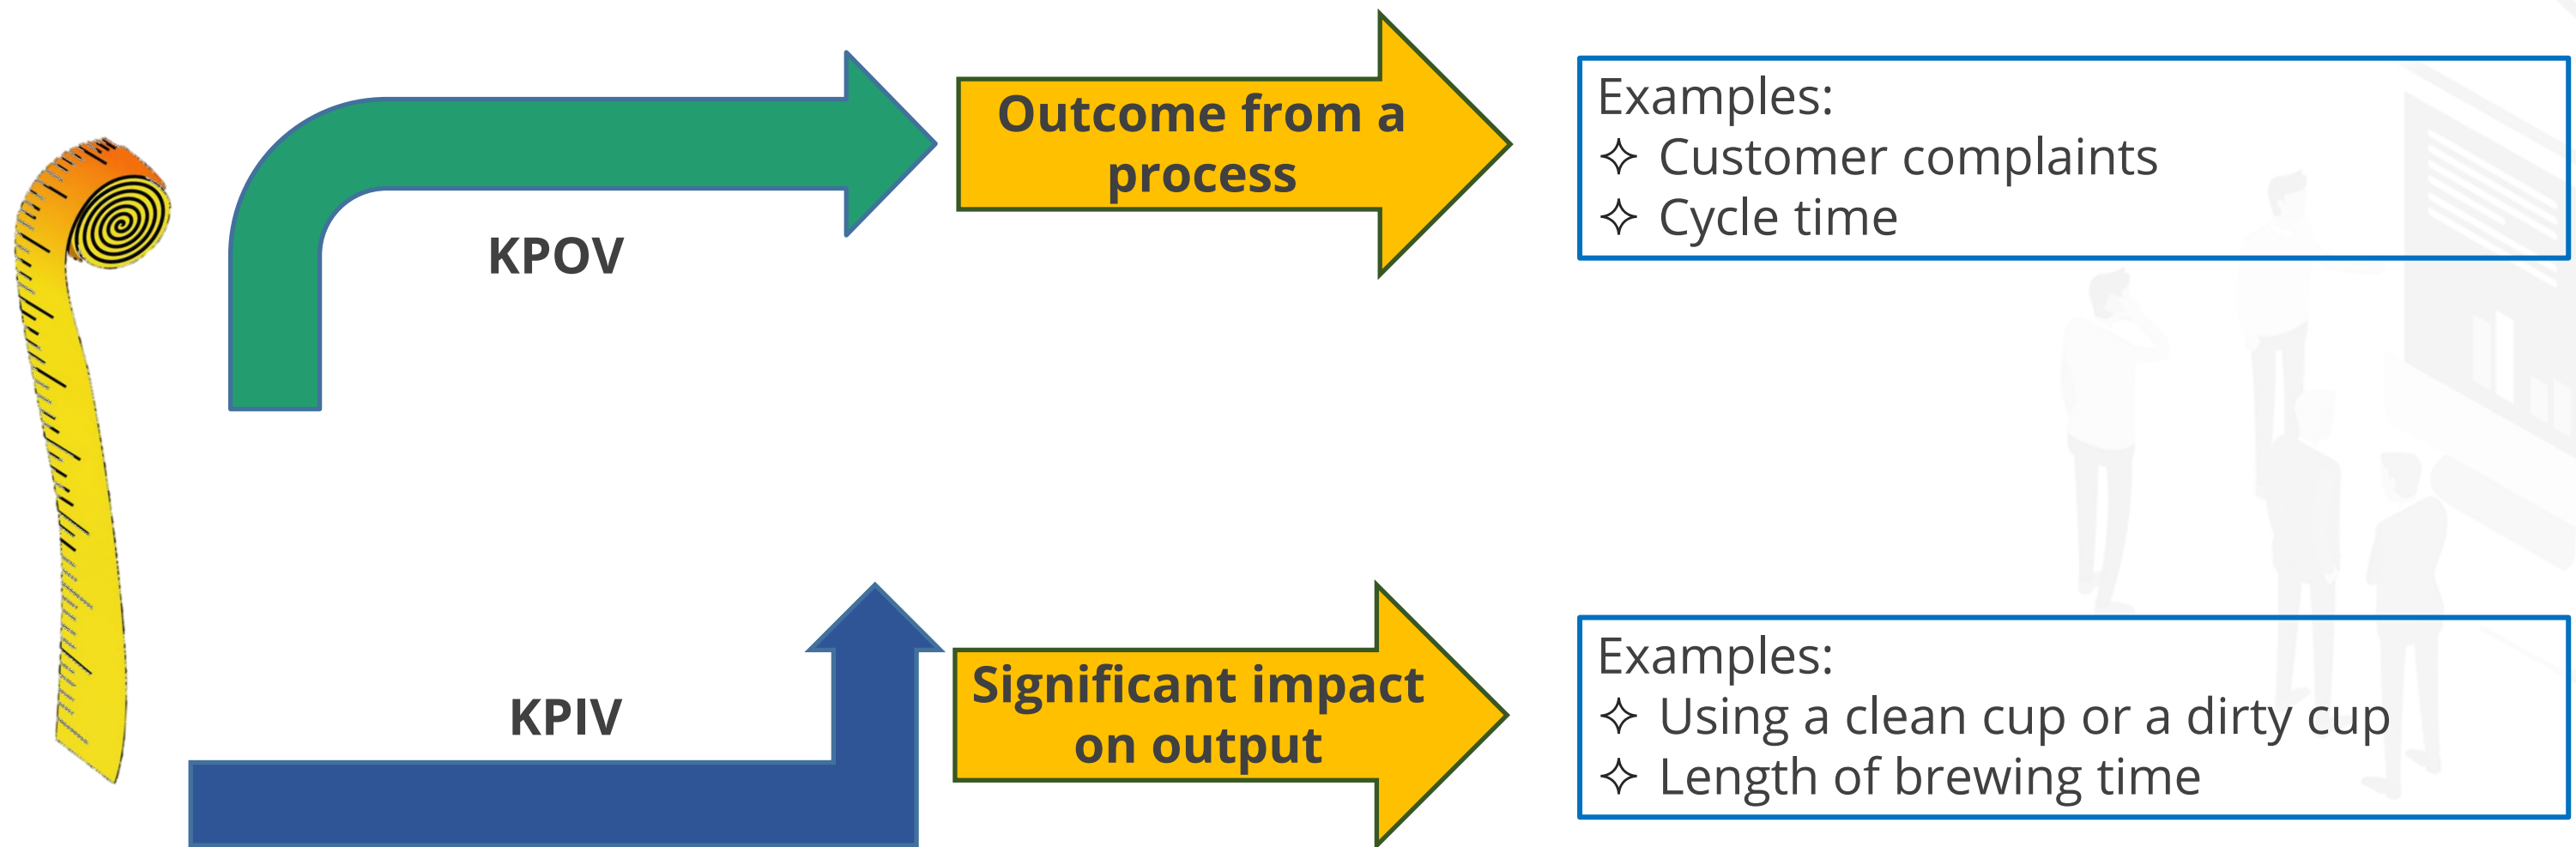 Outcome from a
process
KPOV
Examples:
✧ Customer complaints
✧ Cycle time
KPIV
Significant impact
on output
Examples:
✧ Using a clean cup or a dirty cup
✧ Length of brewing time